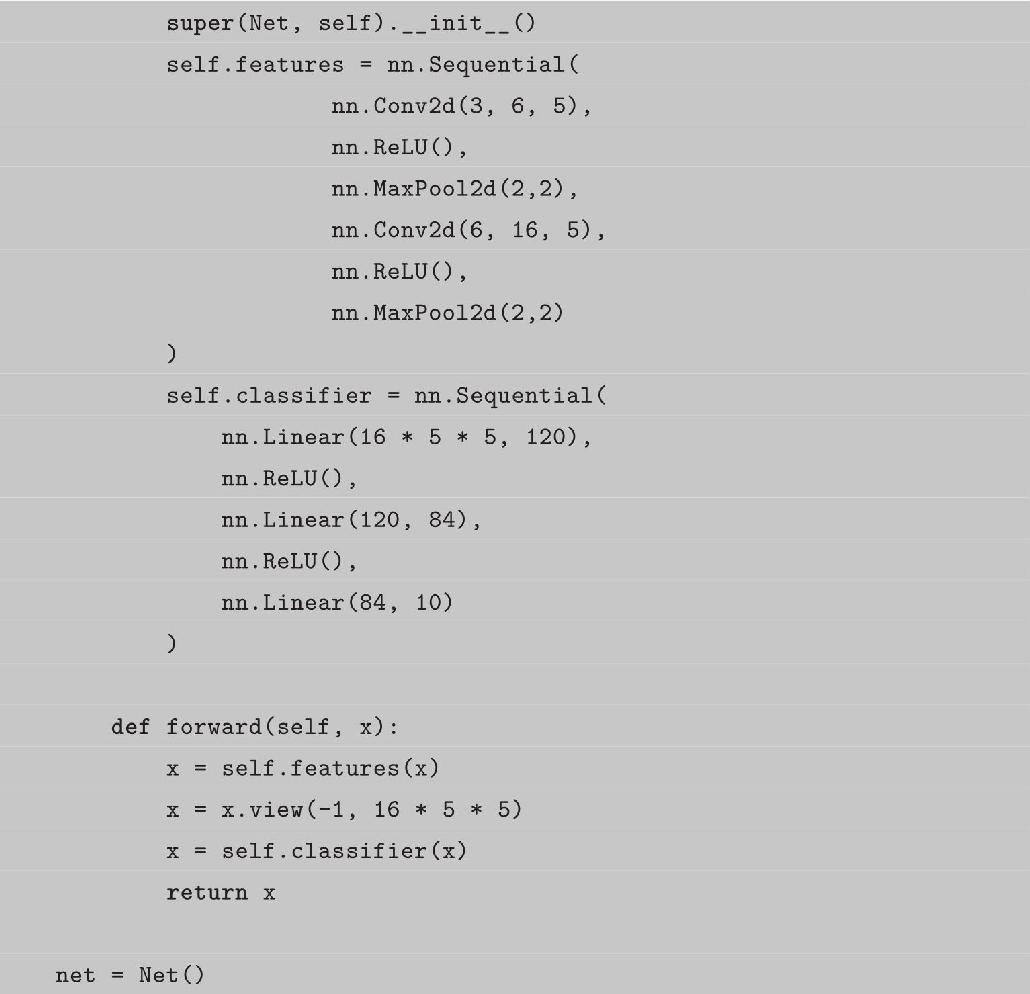 super(Net, self).__init__()
self.features = nn.Sequential(
nn.Conv2d(3, 6, 5),
nn.ReLU(),
nn.MaxPool2d(2,2),
nn.Conv2d(6, 16, 5),
nn.ReLU(),
nn.MaxPool2d(2,2)
)
self.classifier = nn.Sequential(
nn.Linear(16 * 5 * 5, 120),
nn.ReLU(),
nn.Linear(120, 84),
nn.ReLU(),
nn.Linear(84, 10)
)
def forward(self, x):
x = self.features(x)
x = x.view(-1, 16 * 5 * 5)
x = self.classifier(x)
return x
net = Net()